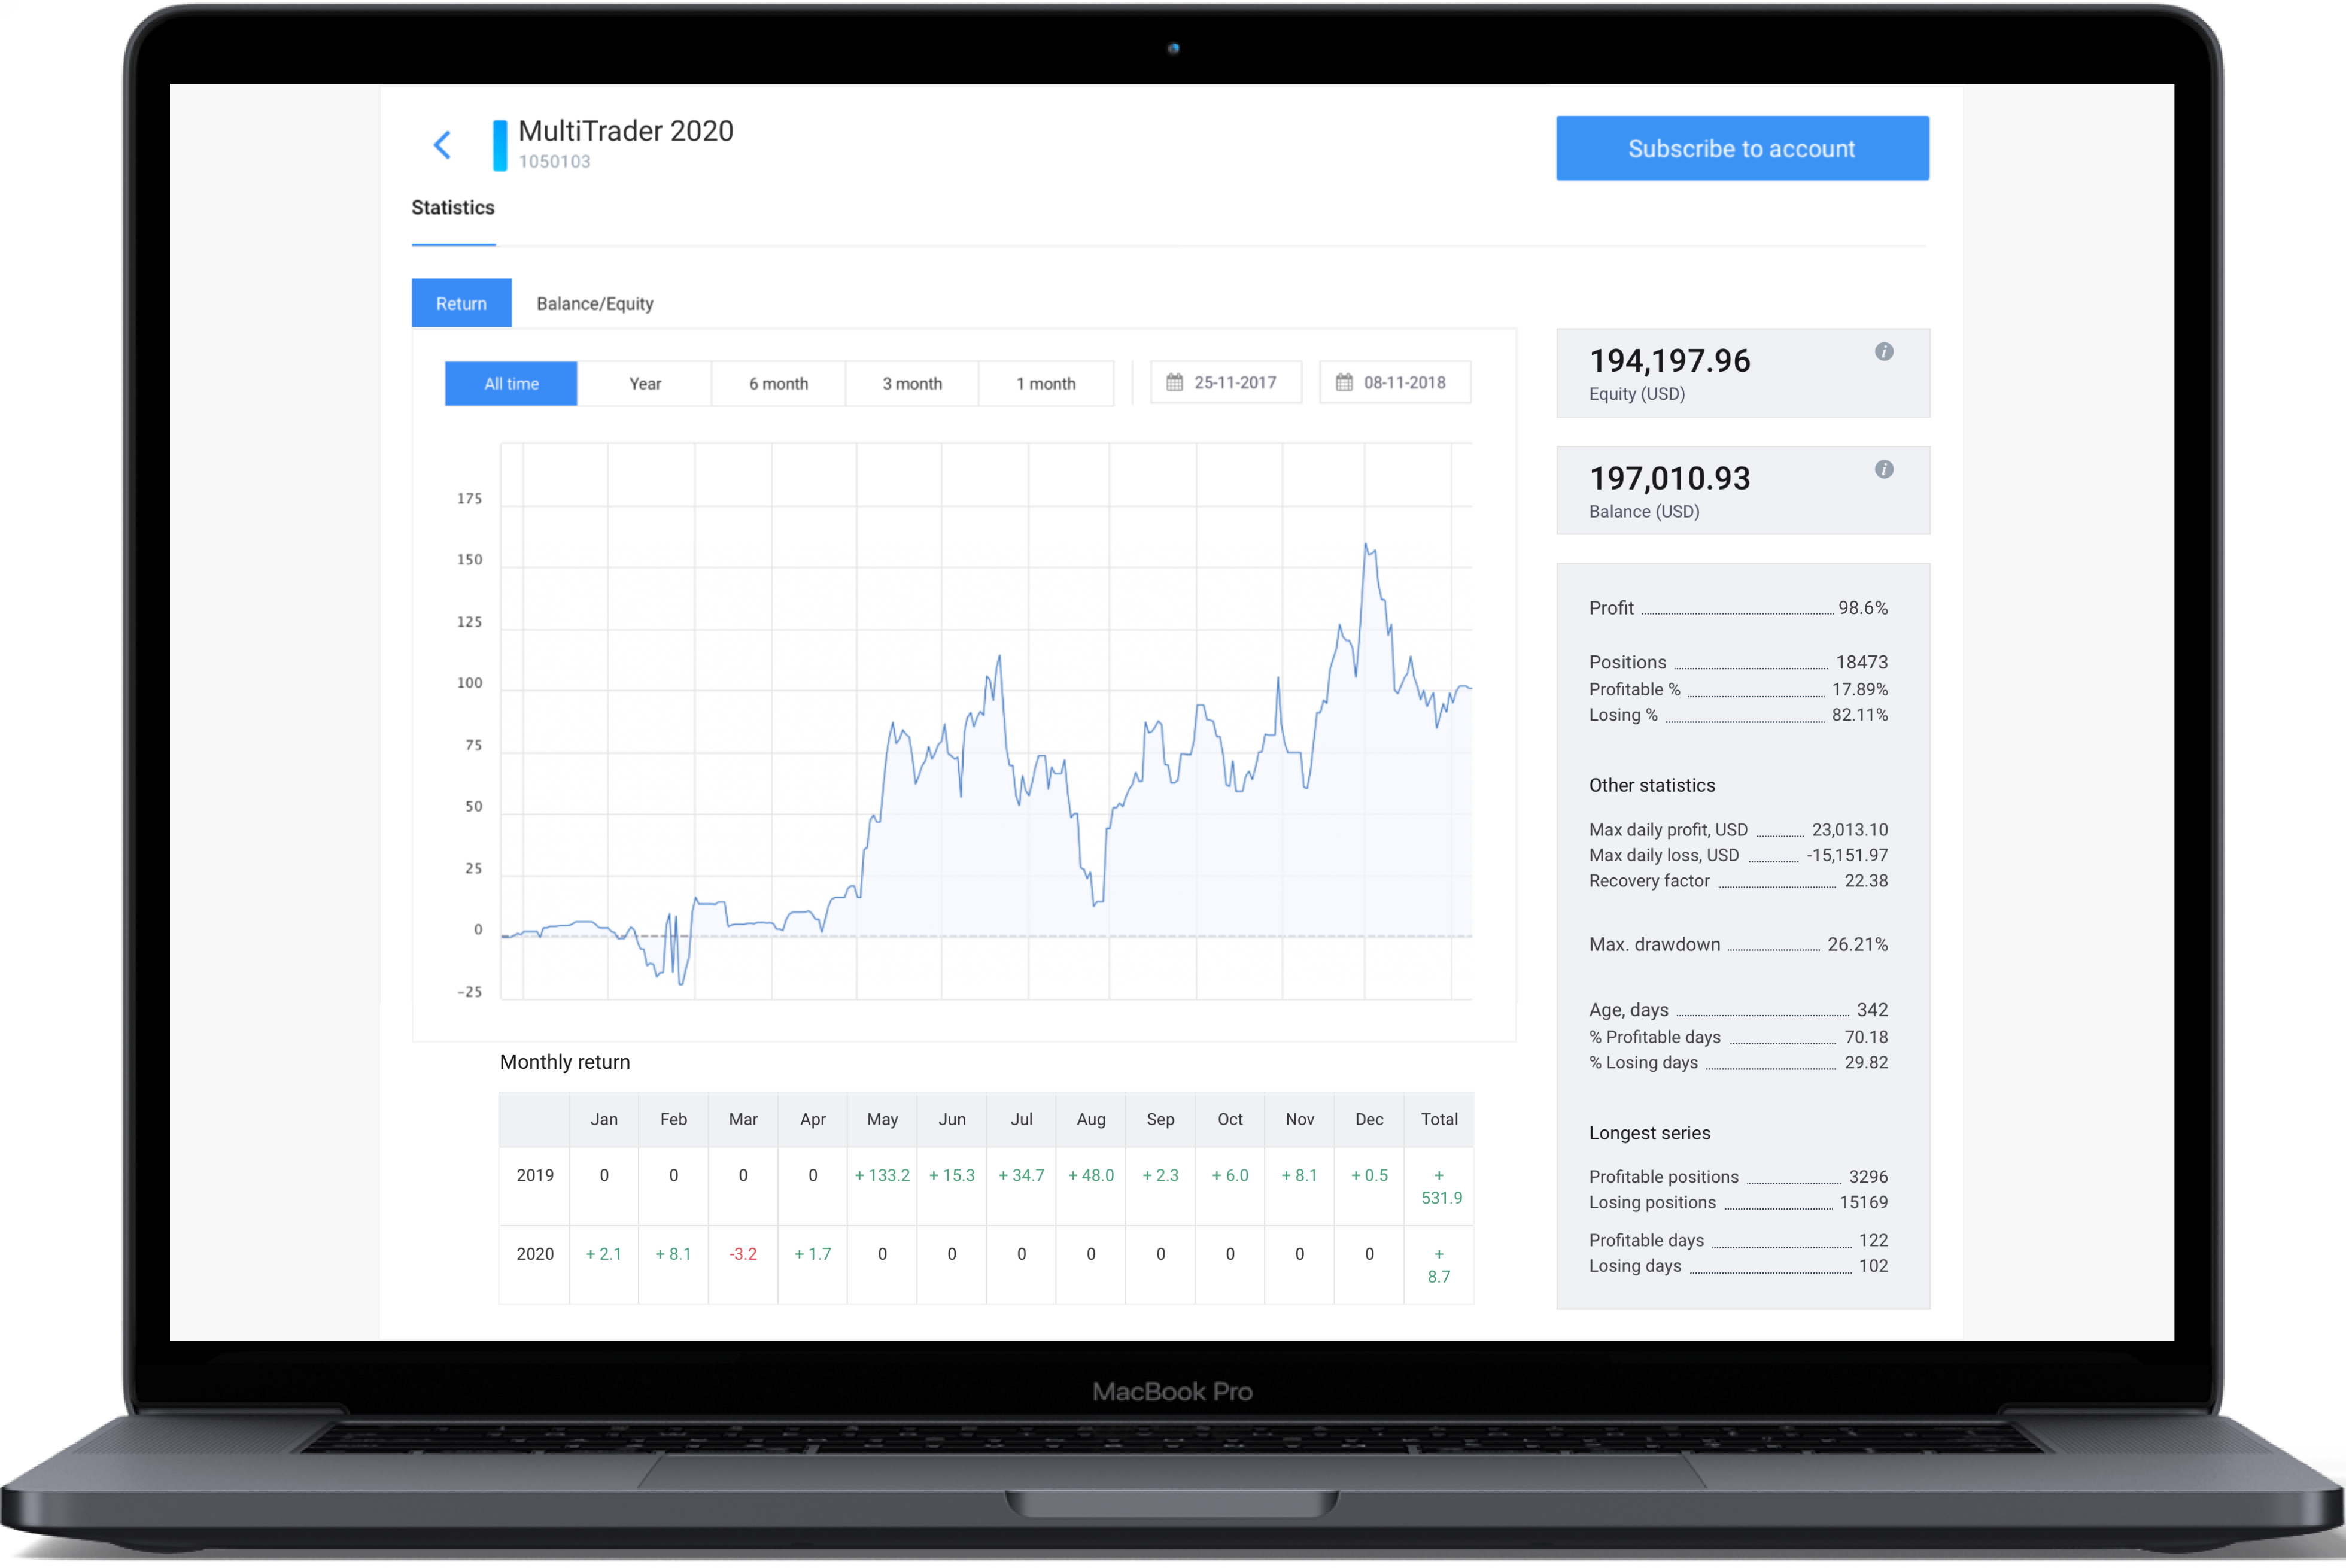 MultiTrader 2020
1050103
Subscribe to account
Statistics
Return Balance/Equity
All time Year 6 month 3 month 1 month 25-11-2017 08-11-2018
175
150
125
100
75
50
25
0
-25
194,197.96
Equity (USD)
197,010.93
Balance (USD)
Profit 98.6%
Positions 18473
Profitable % 17.89%
Losing % 82.11%
Other statistics
Max daily profit, USD 23,013.10
Max daily loss, USD -15,151.97
Recovery factor 22.38
Max. drawdown 26.21%
Age, days 342
% Profitable days 70.18
% Losing days 29.82
Longest series
Profitable positions 3296
Losing positions 15169
Profitable days 122
Losing days 102
Monthly return
Jan Feb Mar Apr May Jun Jul Aug Sep Oct Nov Dec Total
2019 0 0 0 0 + 133.2 + 15.3 + 34.7 + 48.0 + 2.3 + 6.0 + 8.1 + 0.5 +
531.9
2020 + 2.1 + 8.1 -3.2 + 1.7 0 0 0 0 0 0 0 0 +
8.7
MacBook Pro